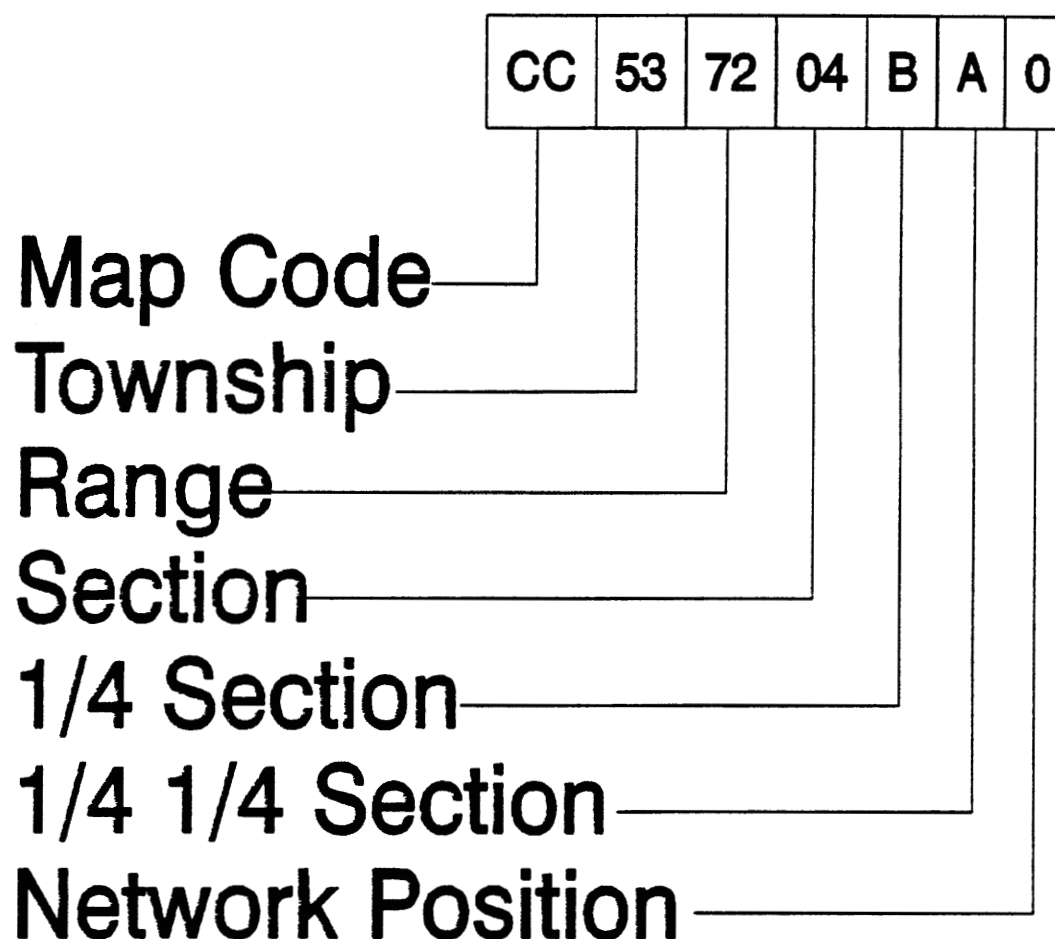 CC 53 72 04 B A 0
Map Code
Township
Range
Section
1/4 Section
1/4 1/4 Section
Network Position